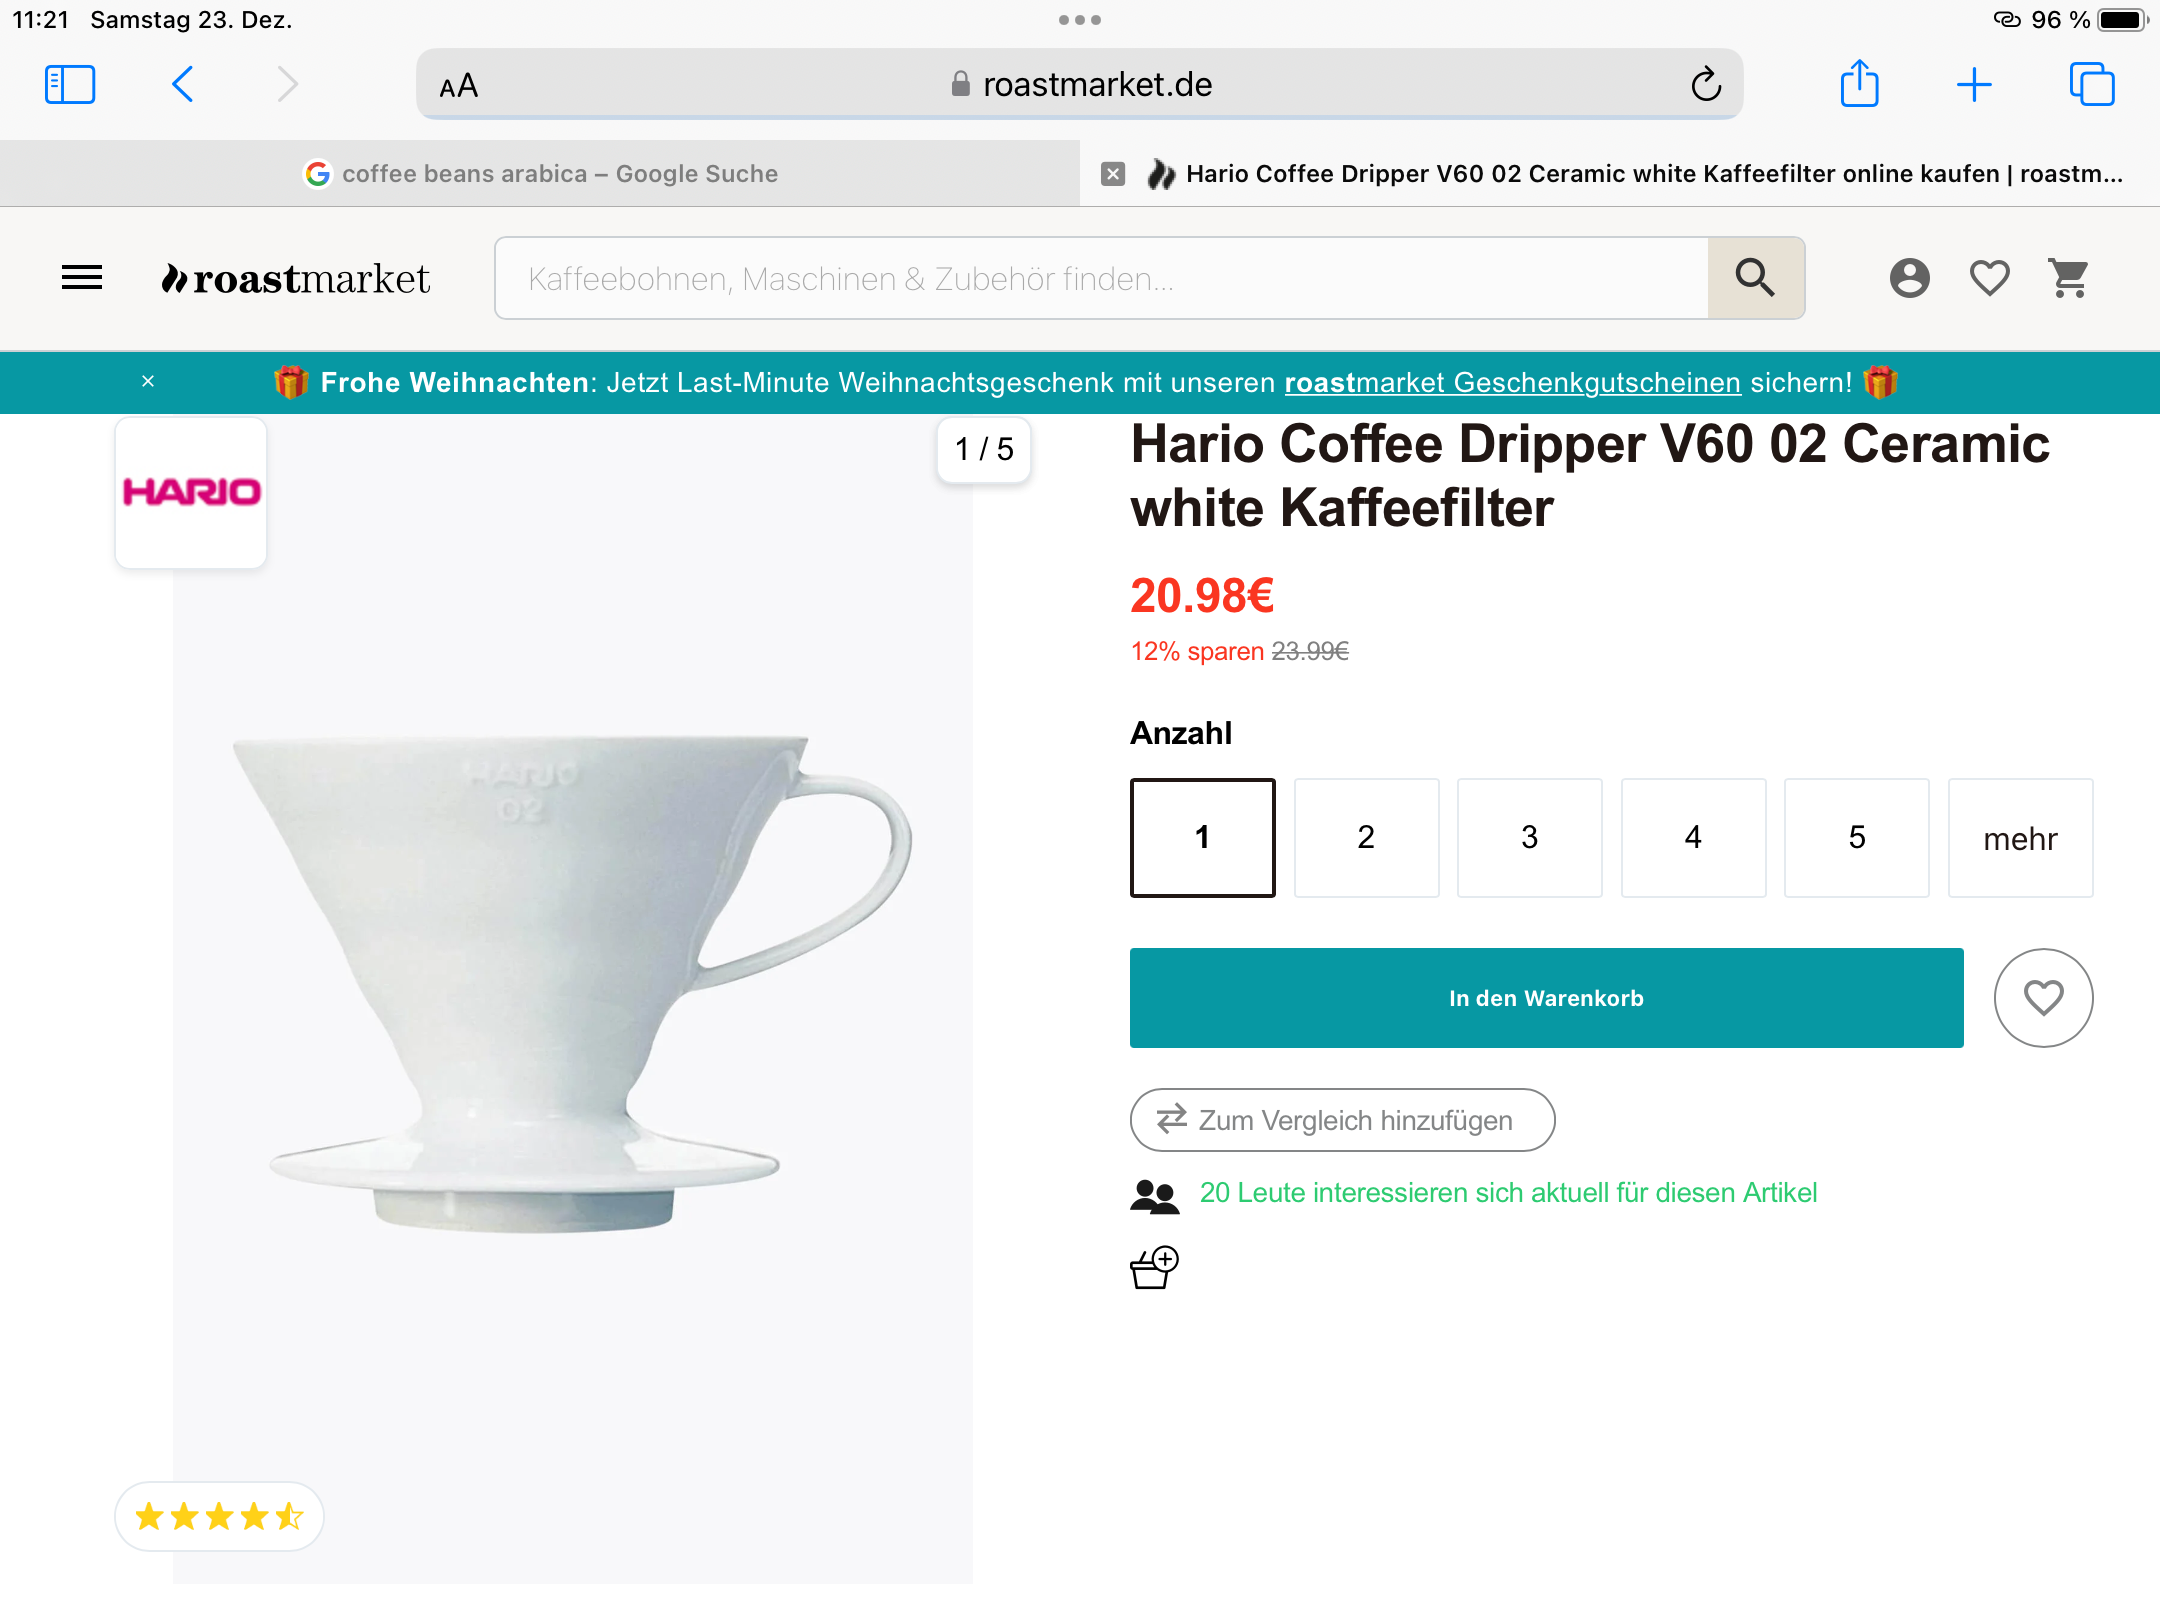 11:21 Samstag 23. Dez.
96 %
AA
roastmarket.de
coffee beans arabica – Google Suche
Hario Coffee Dripper V60 02 Ceramic white Kaffeefilter online kaufen | roastm...
roastmarket
Kaffeebohnen, Maschinen & Zubehör finden...
Frohe Weihnachten: Jetzt Last-Minute Weihnachtsgeschenk mit unseren roastmarket Geschenkgutscheinen sichern!
HARIO
1 / 5
HARIO
02
Hario Coffee Dripper V60 02 Ceramic
white Kaffeefilter
20.98€
12% sparen 23.99€
Anzahl
1 2 3 4 5 mehr
In den Warenkorb
Zum Vergleich hinzufügen
20 Leute interessieren sich aktuell für diesen Artikel